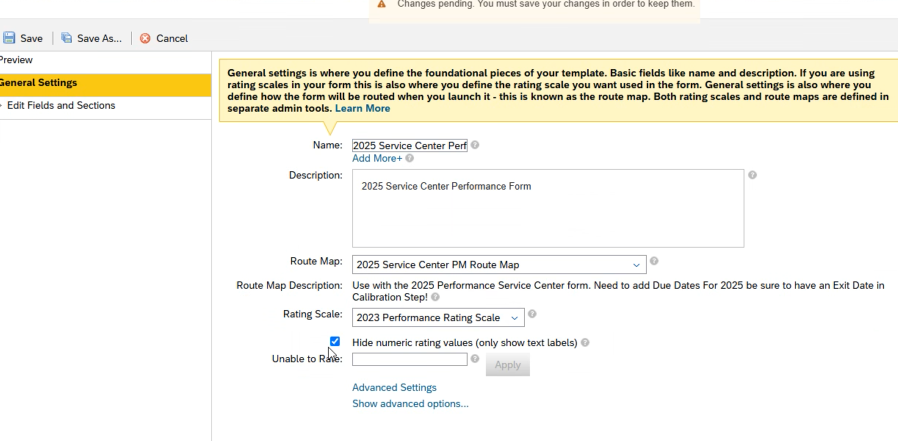 Changes pending. You must save your changes in order to keep them.
Save Save As... Cancel
Preview
General Settings
Edit Fields and Sections
General settings is where you define the foundational pieces of your template. Basic fields like name and description. If you are using
rating scales in your form this is also where you define the rating scale you want used in the form. General settings is also where you
define how the form will be routed when you launch it - this is known as the route map. Both rating scales and route maps are defined in
separate admin tools. Learn More
Name: 2025 Service Center Perf
Add More+
Description:
2025 Service Center Performance Form
Route Map: 2025 Service Center PM Route Map
Route Map Description: Use with the 2025 Performance Service Center form. Need to add Due Dates For 2025 be sure to have an Exit Date in
Calibration Step!
Rating Scale: 2023 Performance Rating Scale
Hide numeric rating values (only show text labels)
Unable to Rate: Apply
Advanced Settings
Show advanced options...